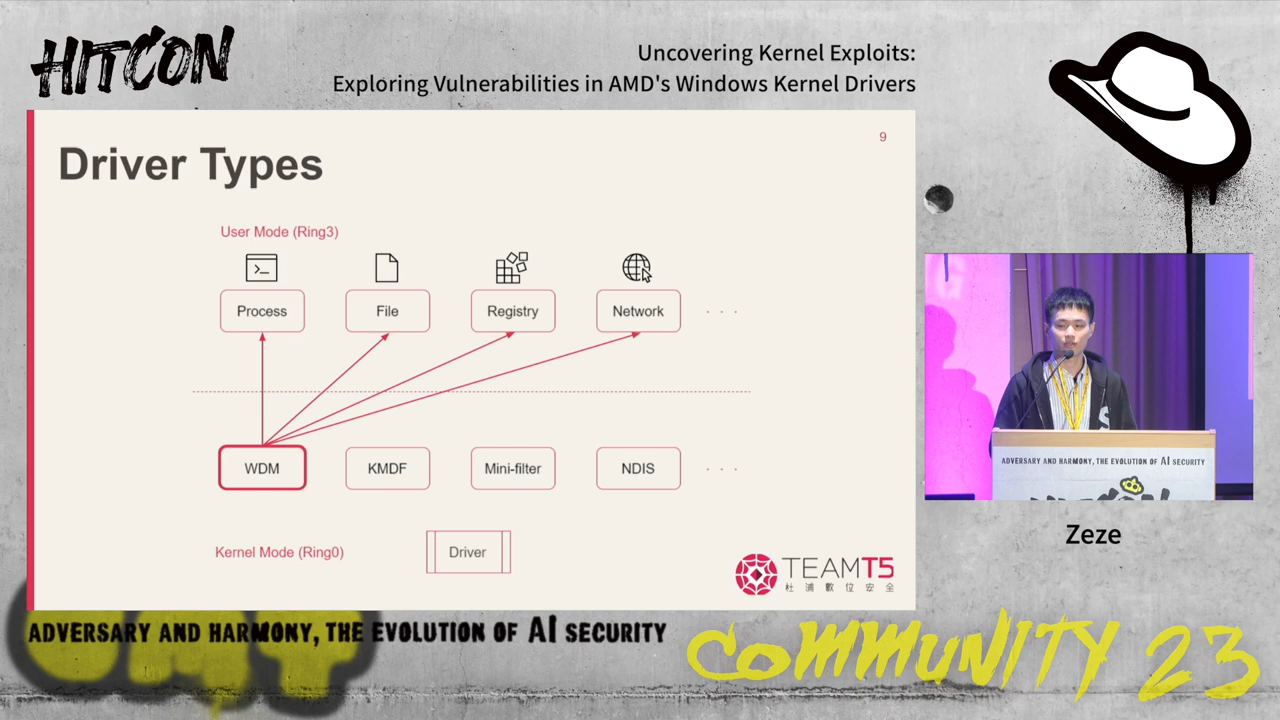 HITCON
Uncovering Kernel Exploits:
Exploring Vulnerabilities in AMD's Windows Kernel Drivers
9
Driver Types
User Mode (Ring3)
Process
File
Registry
Network
. . .
WDM
KMDF
Mini-filter
NDIS
. . .
Kernel Mode (Ring0)
Driver
TEAMT5
杜浦數位安全
ADVERSARY AND HARMONY, THE EVOLUTION OF AI SECURITY
Zeze
ADVERSARY AND HARMONY, THE EVOLUTION OF AI SECURITY
COMMUNITY 23